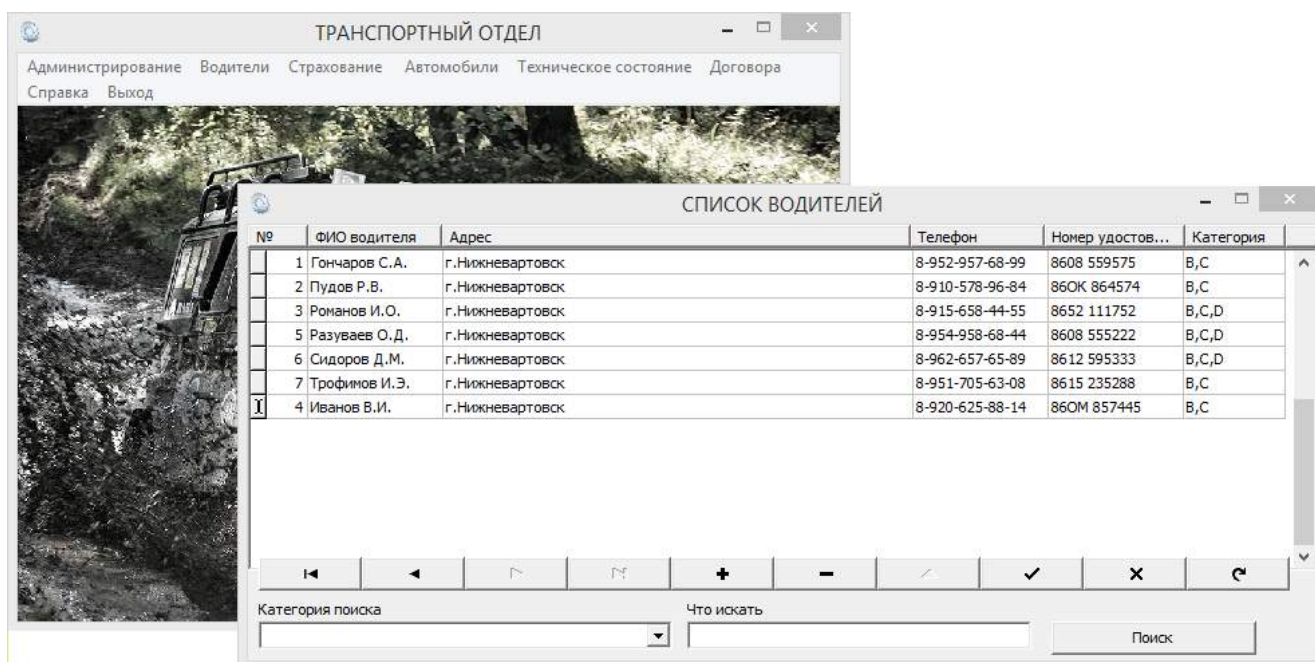 ТРАНСПОРТНЫЙ ОТДЕЛ
Администрирование Водители Страхование Автомобили Техническое состояние Договора
Справка Выход
СПИСОК ВОДИТЕЛЕЙ
№ ФИО водителя Адрес Телефон Номер удостов... Категория
1 Гончаров С.А. г.Нижневартовск 8-952-957-68-99 8608 559575 B,C
2 Пудов Р.В. г.Нижневартовск 8-910-578-96-84 86ОК 864574 B,C
3 Романов И.О. г.Нижневартовск 8-915-658-44-55 8652 111752 B,C,D
5 Разуваев О.Д. г.Нижневартовск 8-954-958-68-44 8608 555222 B,C,D
6 Сидоров Д.М. г.Нижневартовск 8-962-657-65-89 8612 595333 B,C,D
7 Трофимов И.Э. г.Нижневартовск 8-951-705-63-08 8615 235288 B,C
4 Иванов В.И. г.Нижневартовск 8-920-625-88-14 86ОМ 857445 B,C
Категория поиска Что искать
Поиск